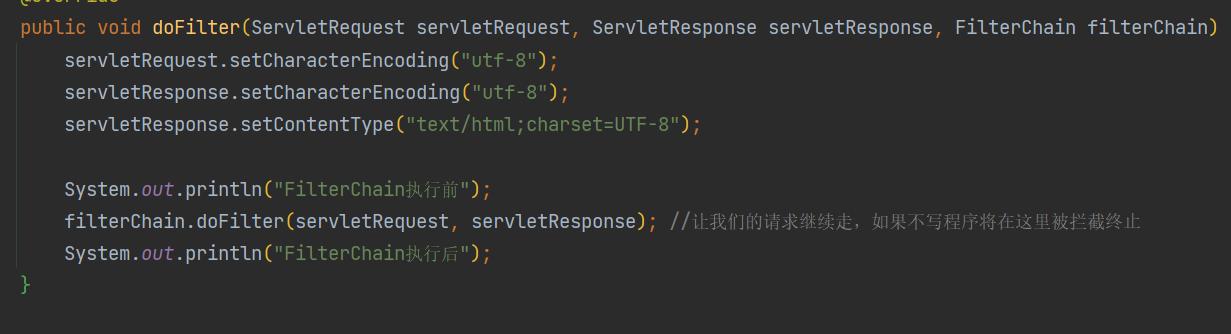 @Override
public void doFilter(ServletRequest servletRequest, ServletResponse servletResponse, FilterChain filterChain)
servletRequest.setCharacterEncoding("utf-8");
servletResponse.setCharacterEncoding("utf-8");
servletResponse.setContentType("text/html;charset=UTF-8");
System.out.println("FilterChain执行前");
filterChain.doFilter(servletRequest, servletResponse); //让我们的请求继续走，如果不写程序将在这里被拦截终止
System.out.println("FilterChain执行后");
}